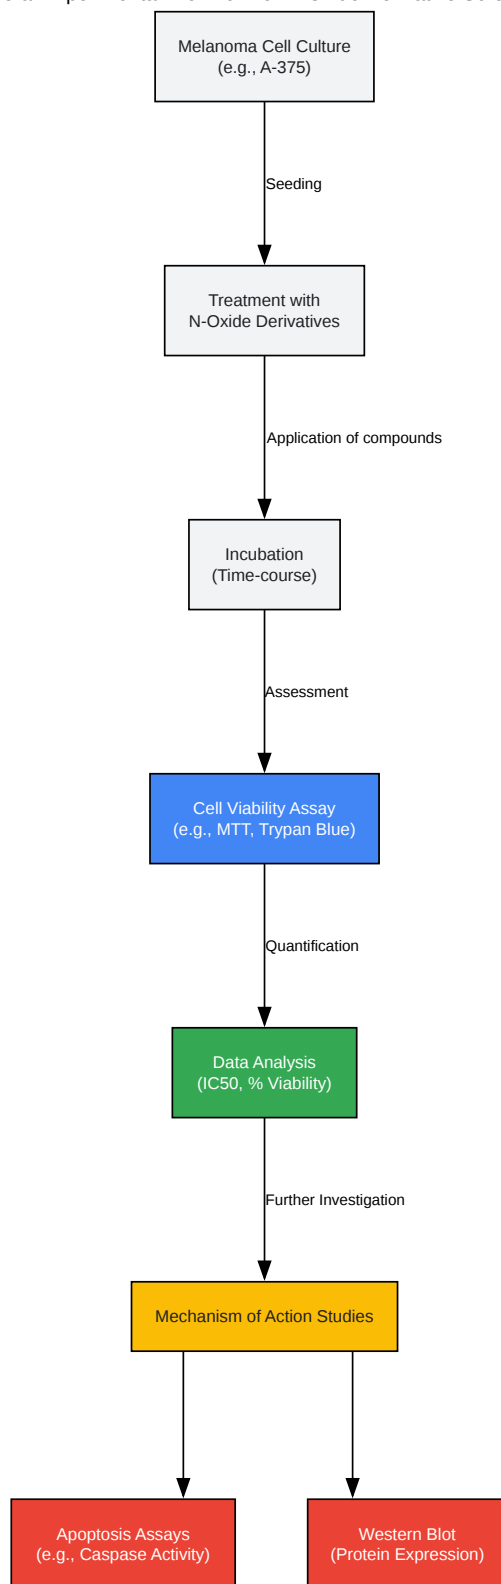 Melanoma Cell Culture
(e.g., A-375)
Seeding
Treatment with
N-Oxide Derivatives
Application of compounds
Incubation
(Time-course)
Assessment
Cell Viability Assay
(e.g., MTT, Trypan Blue)
Quantification
Data Analysis
(IC50, % Viability)
Further Investigation
Mechanism of Action Studies
Apoptosis Assays
(e.g., Caspase Activity)
Western Blot
(Protein Expression)